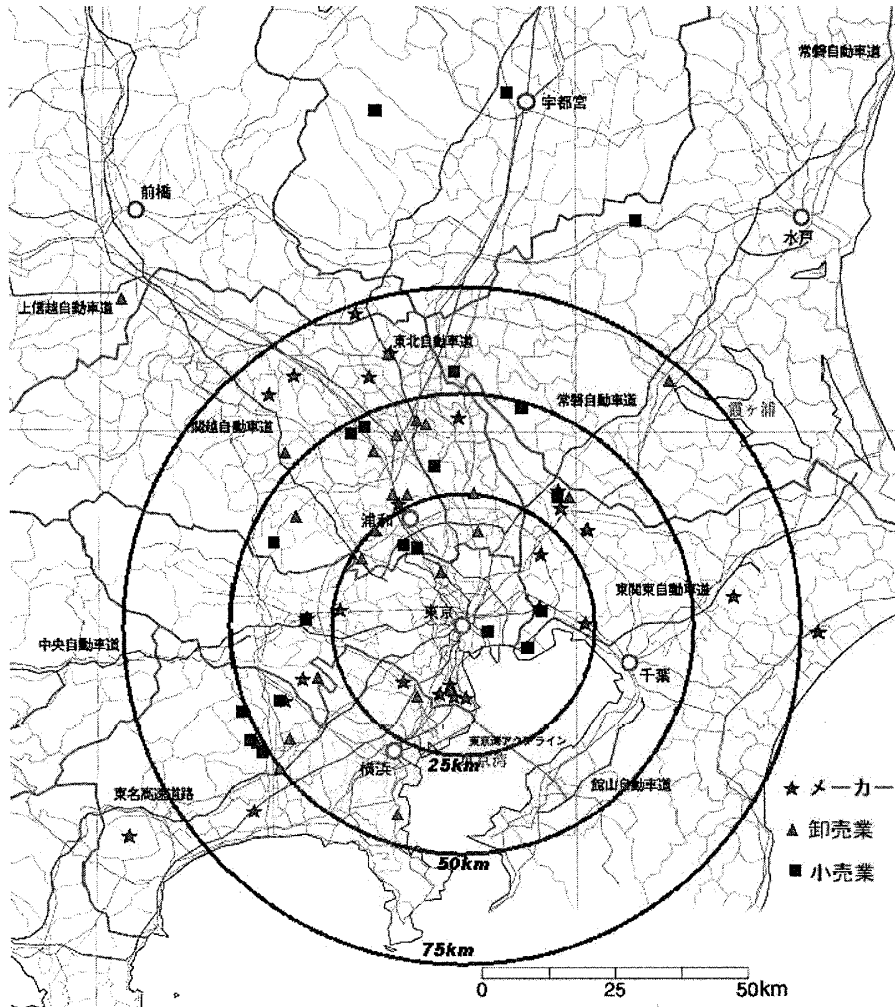 常磐自動車道
宇都宮
前橋
水戸
上信越自動車道
東北自動車道
常磐自動車道
霞ヶ浦
関越自動車道
浦和
東関東自動車道
東京
中央自動車道
千葉
東京湾アクアライン
横浜
25km
館山自動車道
東名高速道路
メーカー
卸売業
50km
小売業
75km
0 25 50km